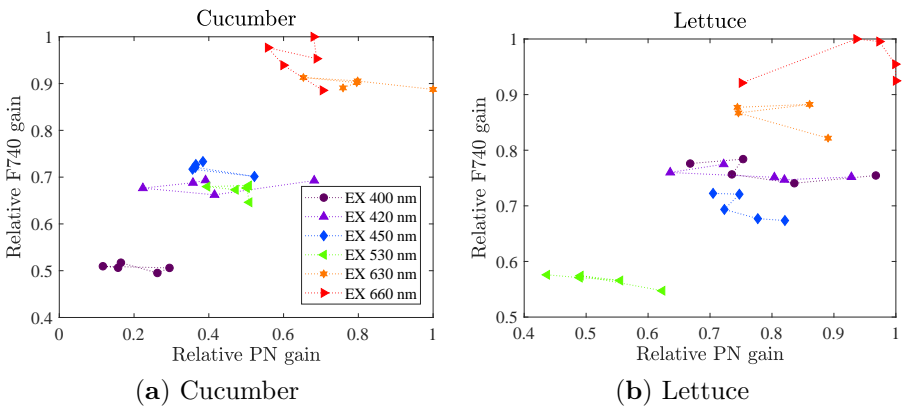 Cucumber
Relative F740 gain
1
0.9
0.8
0.7
0.6
0.5
0.4
0 0.2 0.4 0.6 0.8 1
Relative PN gain
EX 400 nm
EX 420 nm
EX 450 nm
EX 530 nm
EX 630 nm
EX 660 nm
(a) Cucumber
Lettuce
Relative F740 gain
1
0.9
0.8
0.7
0.6
0.5
0.4 0.5 0.6 0.7 0.8 0.9 1
Relative PN gain
(b) Lettuce